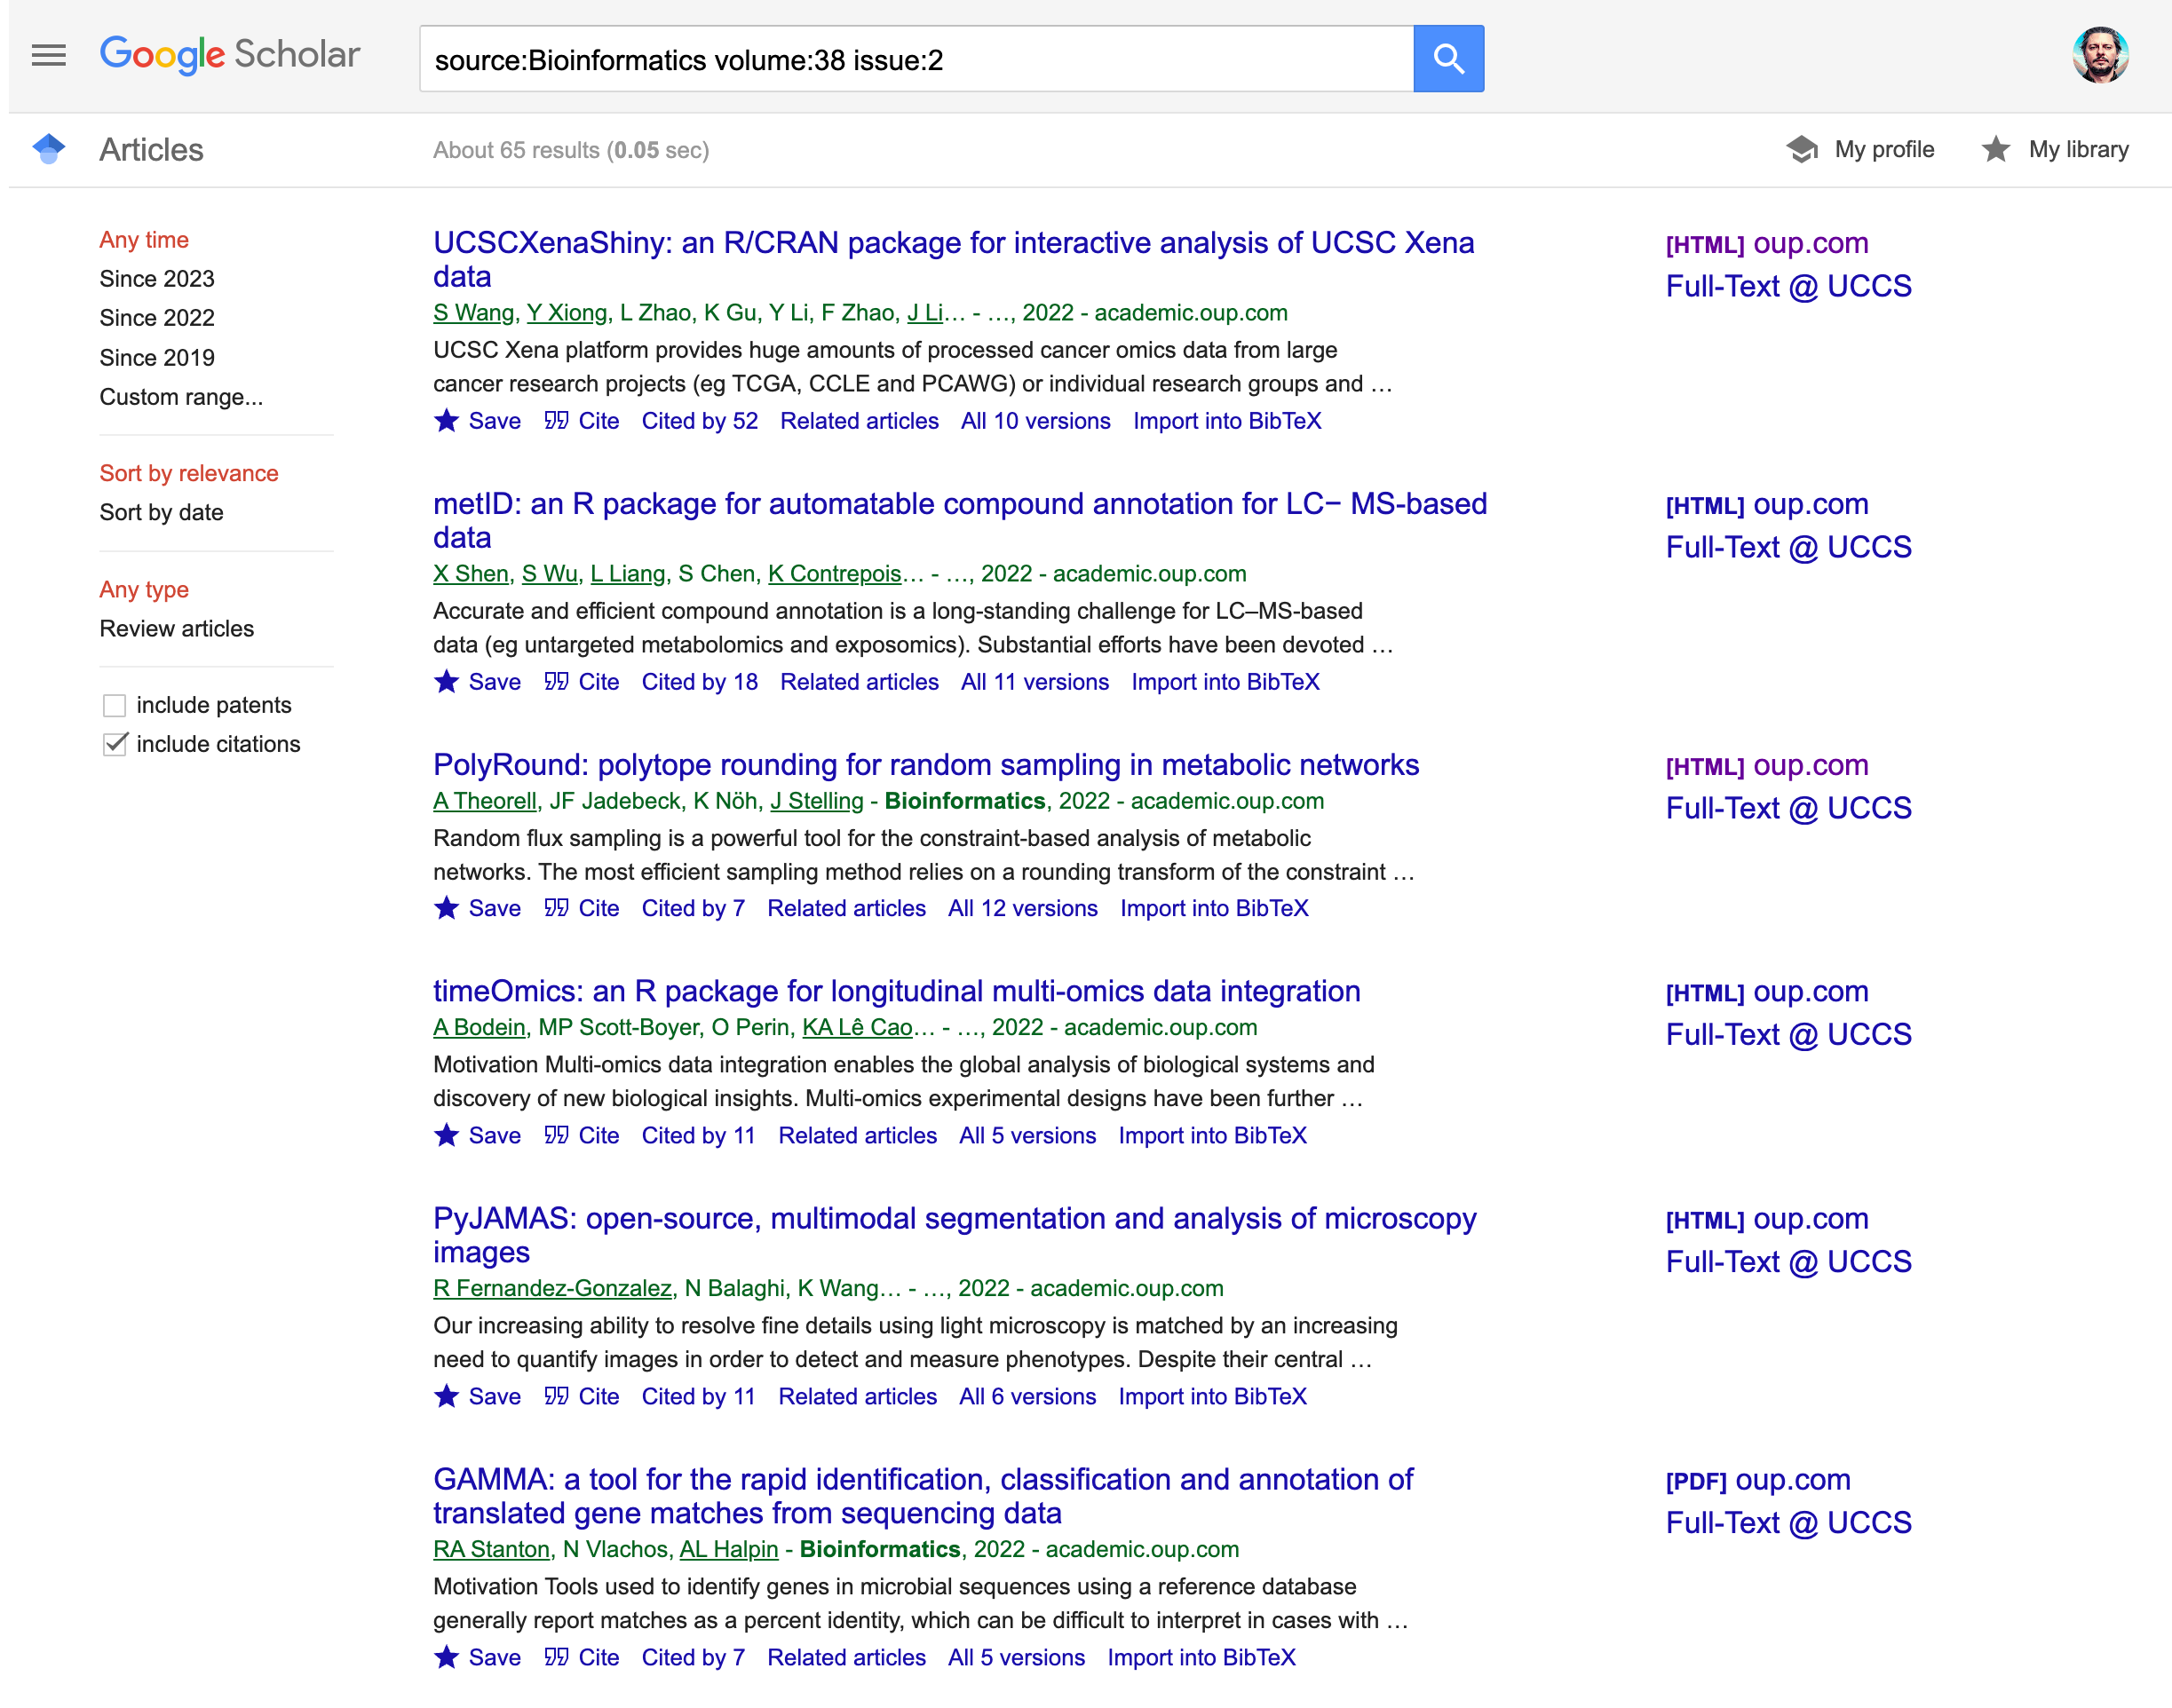 Google Scholar
source:Bioinformatics volume:38 issue:2
Articles
About 65 results (0.05 sec)
My profile
My library
Any time
Since 2023
Since 2022
Since 2019
Custom range...
Sort by relevance
Sort by date
Any type
Review articles
include patents
include citations
UCSCXenaShiny: an R/CRAN package for interactive analysis of UCSC Xena
data
S Wang, Y Xiong, L Zhao, K Gu, Y Li, F Zhao, J Li… - …, 2022 - academic.oup.com
UCSC Xena platform provides huge amounts of processed cancer omics data from large
cancer research projects (eg TCGA, CCLE and PCAWG) or individual research groups and …
Save Cite Cited by 52 Related articles All 10 versions Import into BibTeX
[HTML] oup.com
Full-Text @ UCCS
metID: an R package for automatable compound annotation for LC− MS-based
data
X Shen, S Wu, L Liang, S Chen, K Contrepois… - …, 2022 - academic.oup.com
Accurate and efficient compound annotation is a long-standing challenge for LC–MS-based
data (eg untargeted metabolomics and exposomics). Substantial efforts have been devoted …
Save Cite Cited by 18 Related articles All 11 versions Import into BibTeX
[HTML] oup.com
Full-Text @ UCCS
PolyRound: polytope rounding for random sampling in metabolic networks
A Theorell, JF Jadebeck, K Nöh, J Stelling - Bioinformatics, 2022 - academic.oup.com
Random flux sampling is a powerful tool for the constraint-based analysis of metabolic
networks. The most efficient sampling method relies on a rounding transform of the constraint …
Save Cite Cited by 7 Related articles All 12 versions Import into BibTeX
[HTML] oup.com
Full-Text @ UCCS
timeOmics: an R package for longitudinal multi-omics data integration
A Bodein, MP Scott-Boyer, O Perin, KA Lê Cao… - …, 2022 - academic.oup.com
Motivation Multi-omics data integration enables the global analysis of biological systems and
discovery of new biological insights. Multi-omics experimental designs have been further …
Save Cite Cited by 11 Related articles All 5 versions Import into BibTeX
[HTML] oup.com
Full-Text @ UCCS
PyJAMAS: open-source, multimodal segmentation and analysis of microscopy
images
R Fernandez-Gonzalez, N Balaghi, K Wang… - …, 2022 - academic.oup.com
Our increasing ability to resolve fine details using light microscopy is matched by an increasing
need to quantify images in order to detect and measure phenotypes. Despite their central …
Save Cite Cited by 11 Related articles All 6 versions Import into BibTeX
[HTML] oup.com
Full-Text @ UCCS
GAMMA: a tool for the rapid identification, classification and annotation of
translated gene matches from sequencing data
RA Stanton, N Vlachos, AL Halpin - Bioinformatics, 2022 - academic.oup.com
Motivation Tools used to identify genes in microbial sequences using a reference database
generally report matches as a percent identity, which can be difficult to interpret in cases with …
Save Cite Cited by 7 Related articles All 5 versions Import into BibTeX
[PDF] oup.com
Full-Text @ UCCS